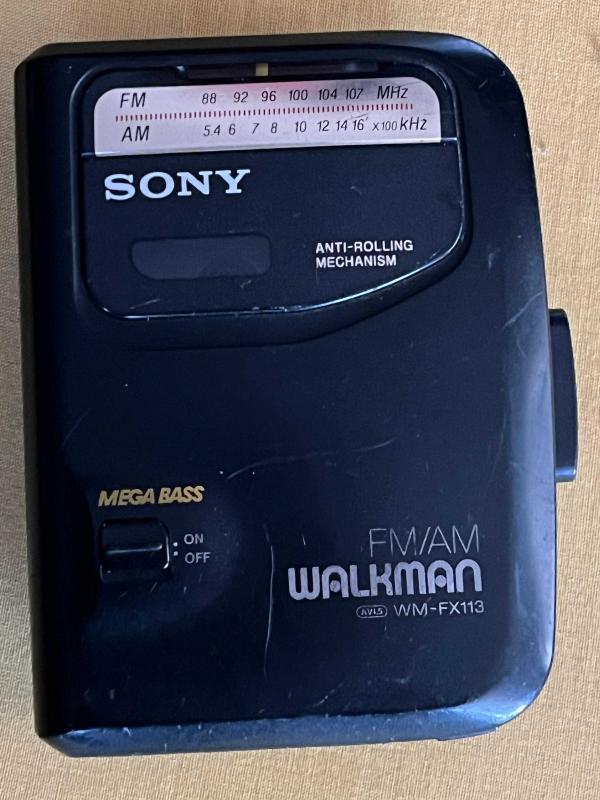 FM 88 92 96 100 104 107 MHz
AM 5.4 6 7 8 10 12 14 16 x100 kHz
SONY
ANTI-ROLLING
MECHANISM
MEGA BASS
ON
OFF
FM/AM
WALKMAN
AVLS WM-FX113